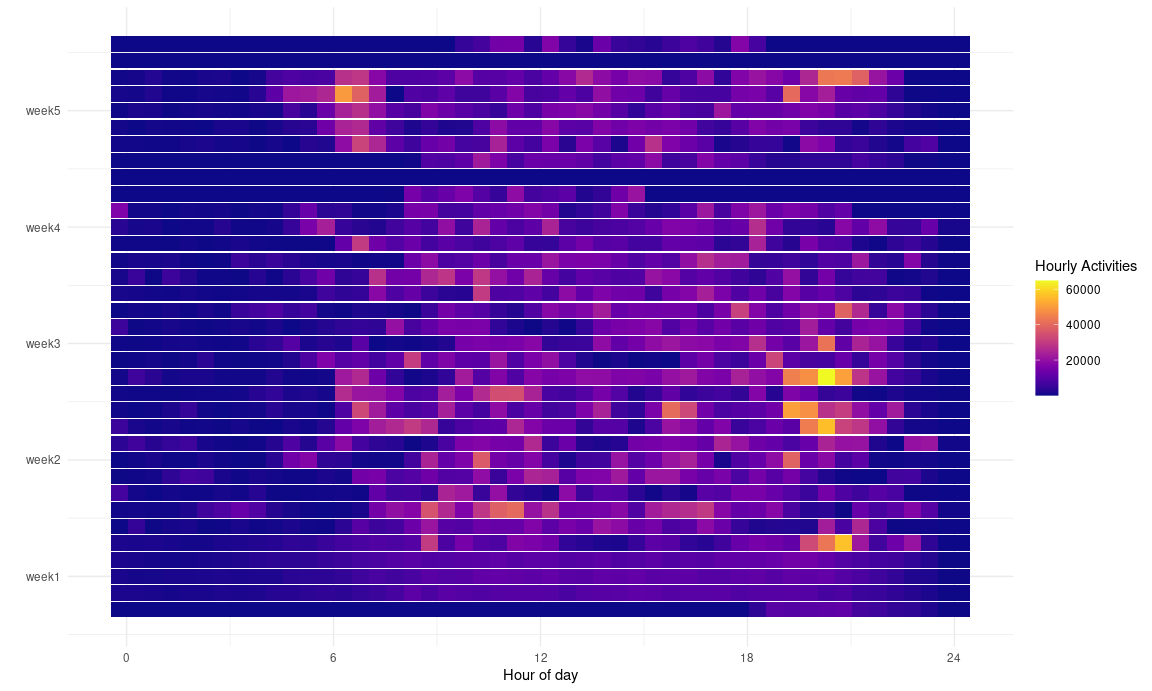 week5
week4
week3
week2
week1
0
6
12
18
24
Hour of day
Hourly Activities
60000
40000
20000